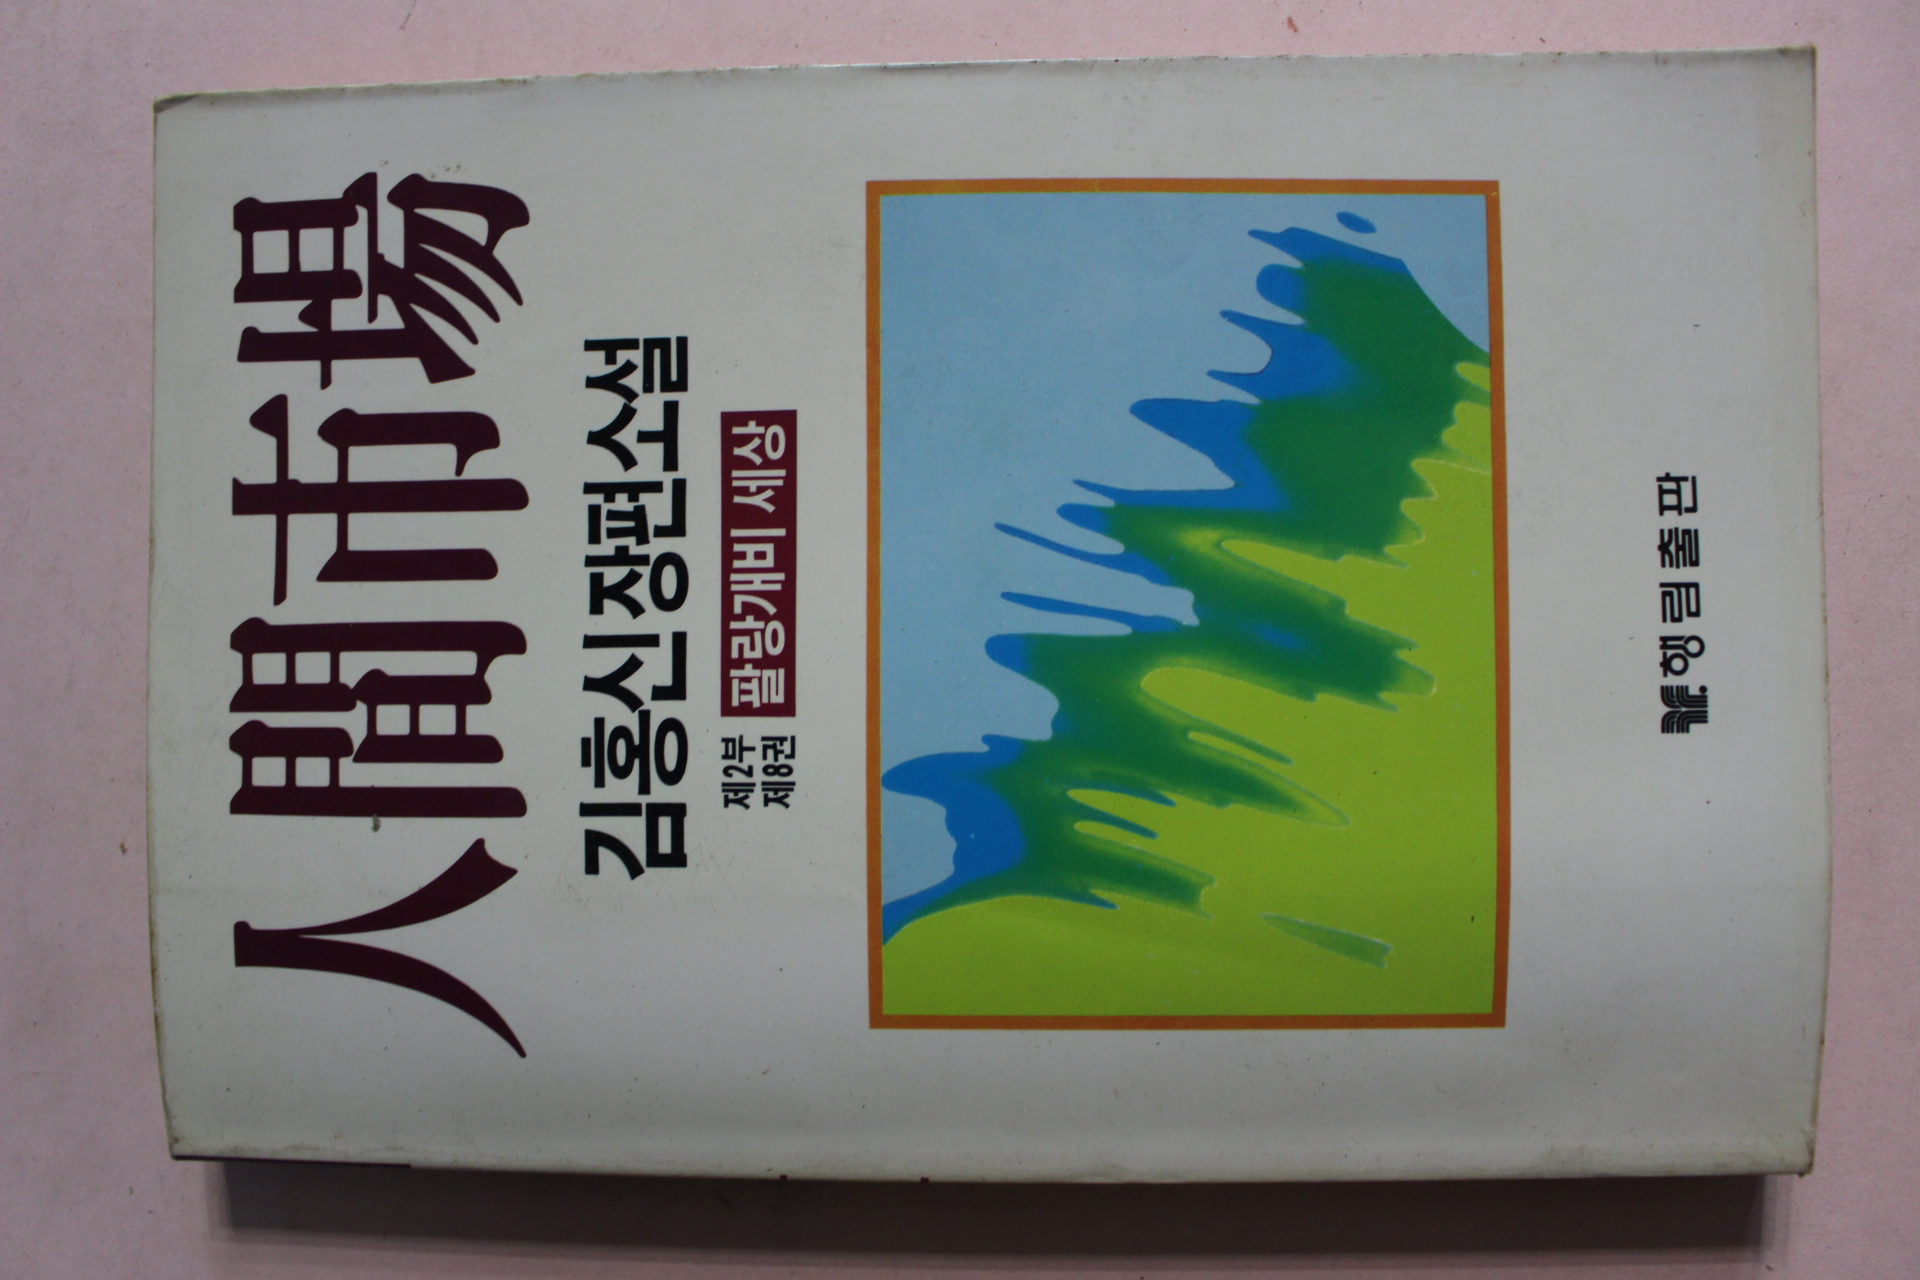 人間市場
김홍신장편소설
제2부
제8권
팔랑개비 세상
행림출판